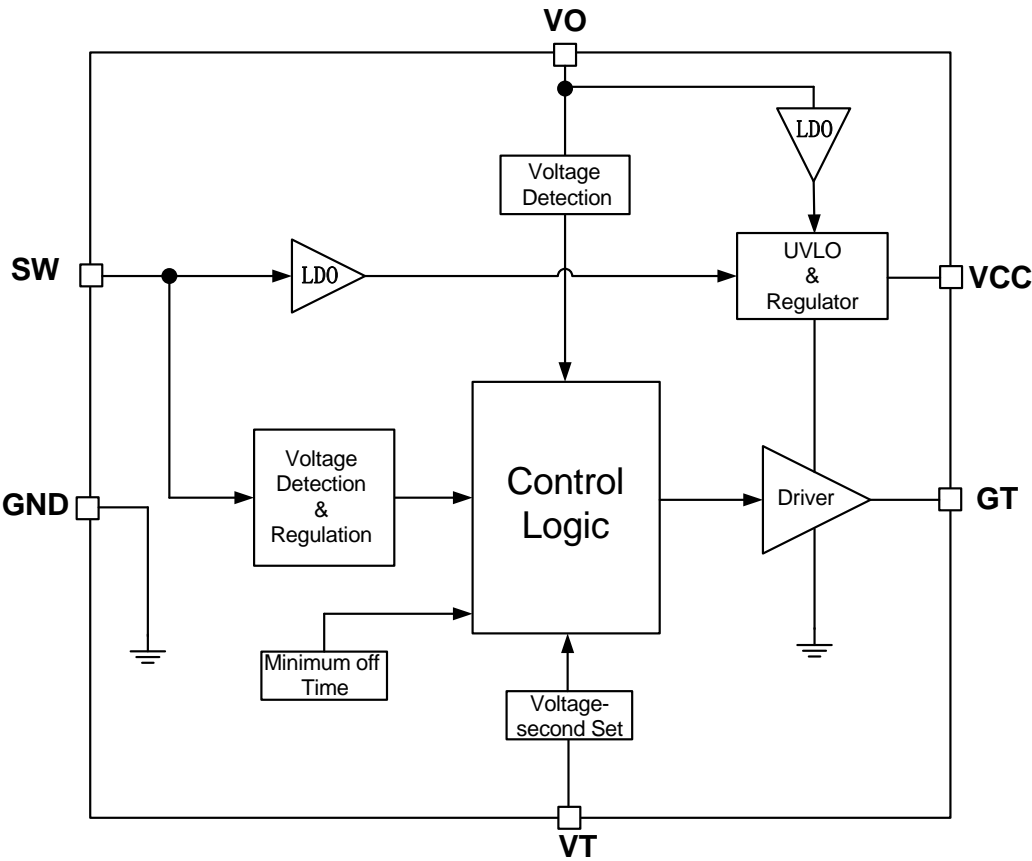 VO
LDO
Voltage
Detection
SW
LDO
UVLO
&
Regulator
VCC
Voltage
Detection
&
Regulation
Control
Logic
Driver
GND
GT
Minimum off
Time
Voltage-
second Set
VT